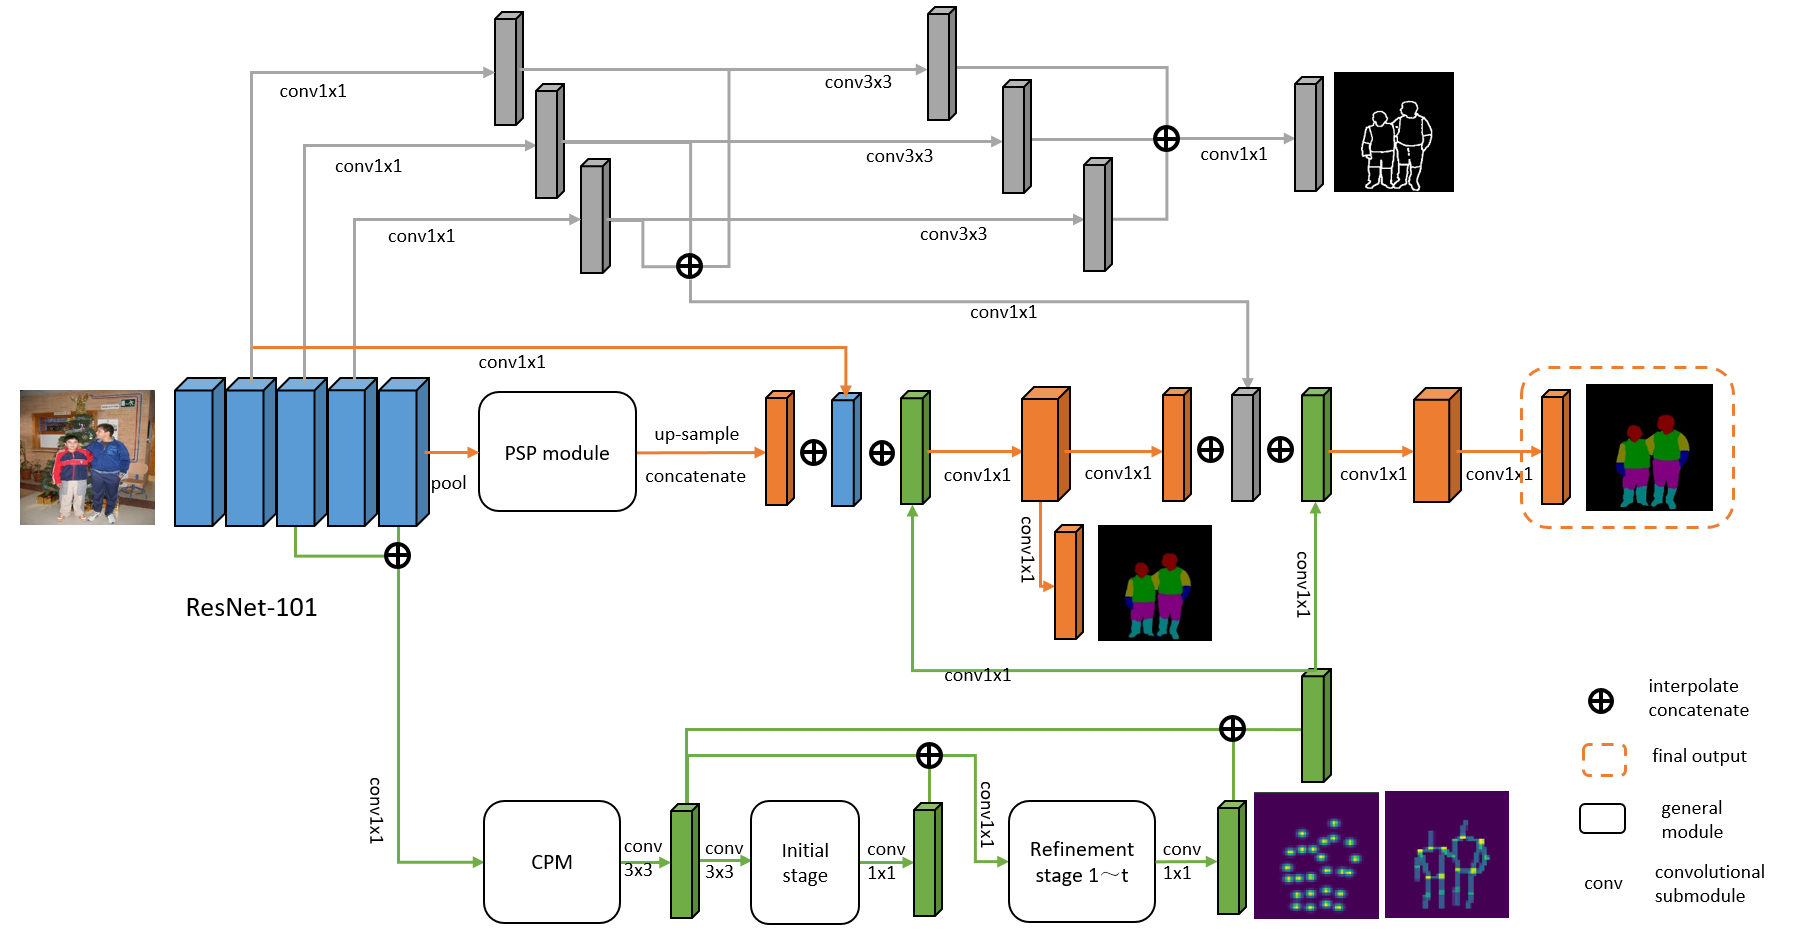 conv1x1
conv3x3
conv1x1
conv3x3
conv1x1
conv1x1
conv3x3
conv1x1
conv1x1
PSP module
pool
up-sample
concatenate
conv1x1
conv1x1
conv1x1
conv1x1
conv1x1
conv1x1
ResNet-101
conv1x1
conv1x1
CPM
conv
3x3
conv
3x3
Initial
stage
conv
1x1
conv1x1
Refinement
stage 1～t
conv
1x1
interpolate
concatenate
final output
general
module
conv
convolutional
submodule